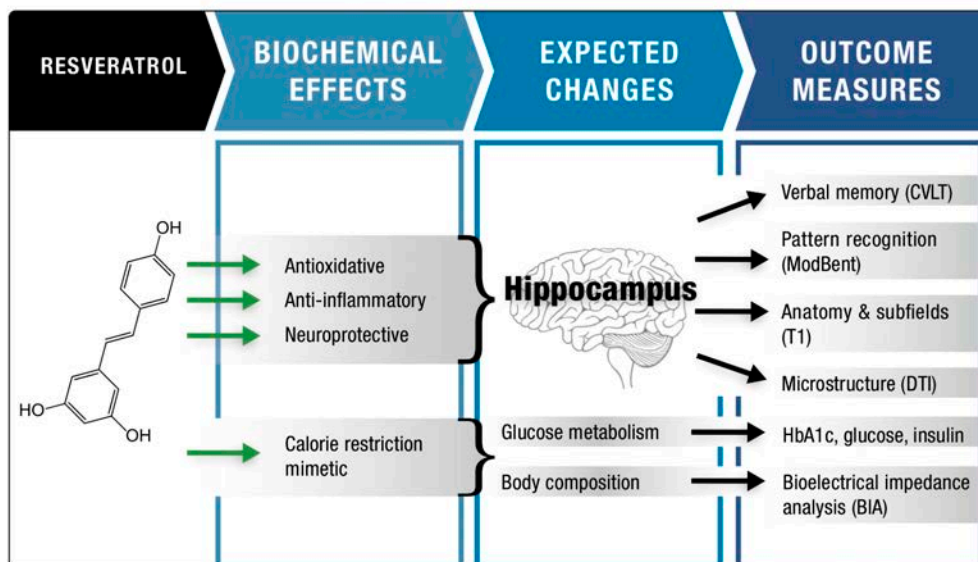 RESVERATROL
BIOCHEMICAL
EFFECTS
EXPECTED
CHANGES
OUTCOME
MEASURES
OH
HO
OH
Antioxidative
Anti-inflammatory
Neuroprotective
Calorie restriction
mimetic
Hippocampus
Glucose metabolism
Body composition
Verbal memory (CVLT)
Pattern recognition
(ModBent)
Anatomy & subfields
(T1)
Microstructure (DTI)
HbA1c, glucose, insulin
Bioelectrical impedance
analysis (BIA)